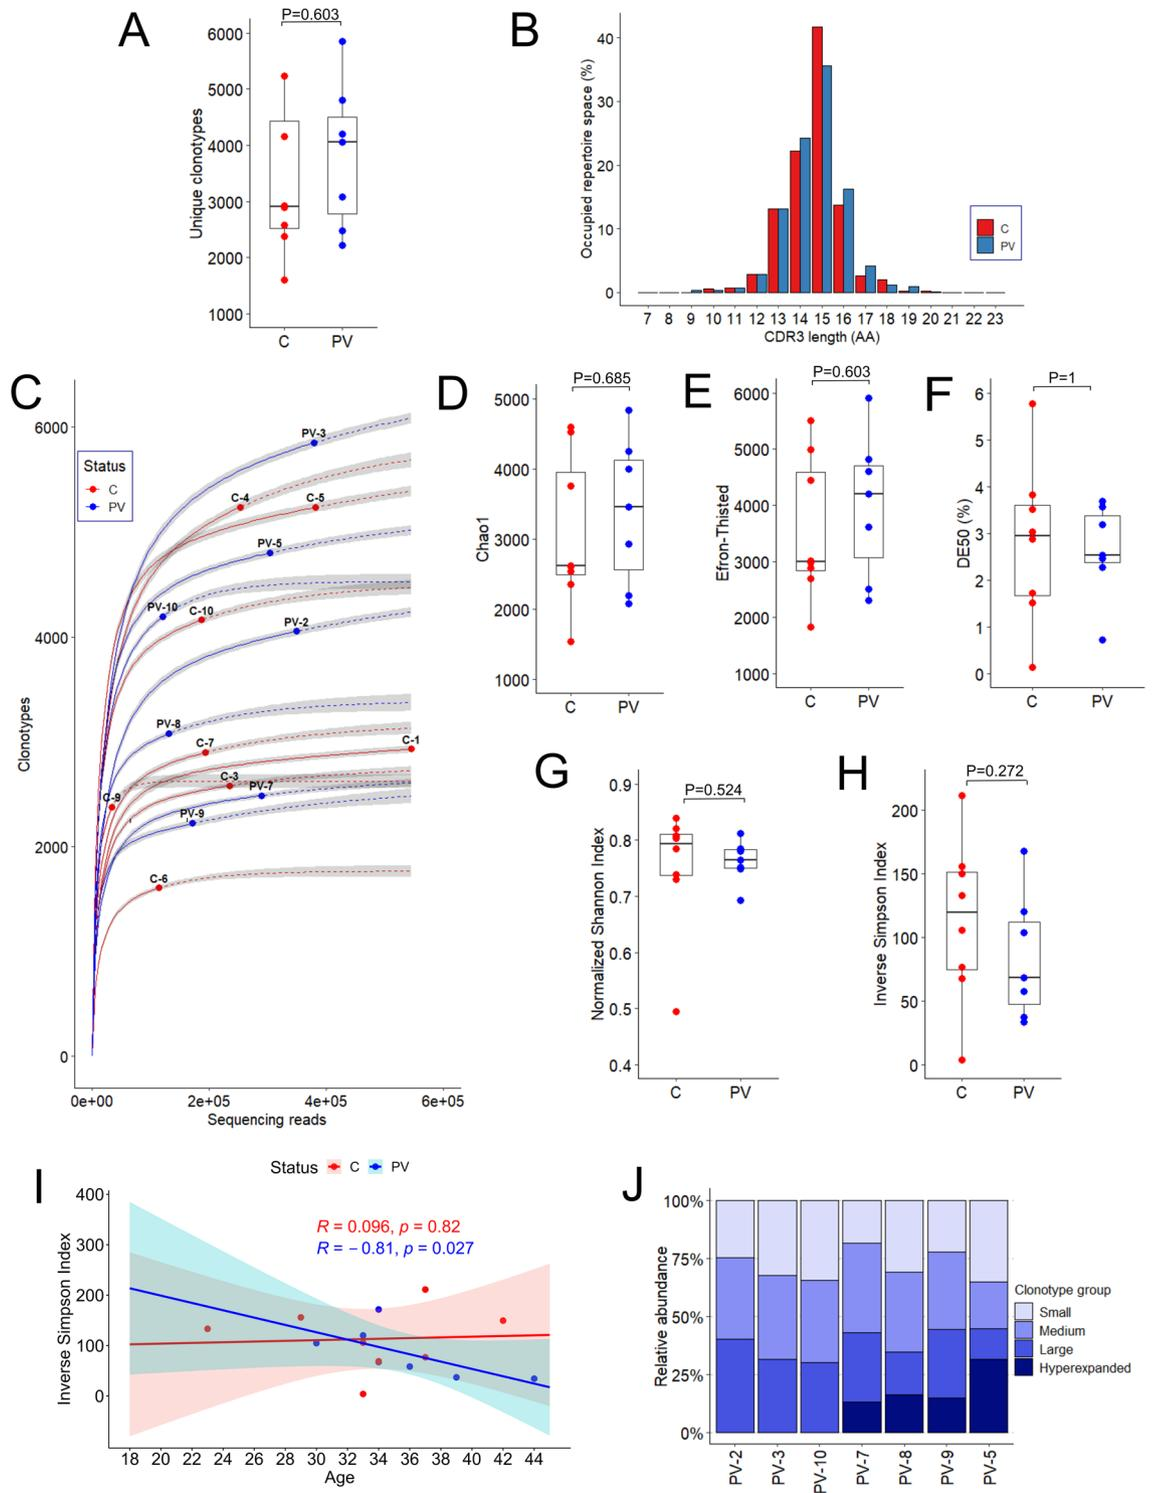 A
P=0.603
Unique clonotypes
6000
5000
4000
3000
2000
1000
C PV
B
Occupied repertoire space (%)
40
30
20
10
0
C
PV
7 8 9 10 11 12 13 14 15 16 17 18 19 20 21 22 23
CDR3 length (AA)
C
Clonotypes
6000
4000
2000
0
Status
C
PV
PV-3
C-4
C-5
PV-5
PV-10
C-10
PV-2
PV-8
C-7
C-1
C-3
PV-7
C-9
PV-9
C-6
0e+00 2e+05 4e+05 6e+05
Sequencing reads
D
P=0.685
Chao1
5000
4000
3000
2000
1000
C PV
E
P=0.603
Efron-Thisted
6000
5000
4000
3000
2000
1000
C PV
F
P=1
DE50 (%)
6
5
4
3
2
1
0
C PV
G
P=0.524
Normalized Shannon Index
0.9
0.8
0.7
0.6
0.5
0.4
C PV
H
P=0.272
Inverse Simpson Index
200
150
100
50
0
C PV
I
Status C PV
Inverse Simpson Index
400
300
200
100
0
R = 0.096, p = 0.82
R = −0.81, p = 0.027
18 20 22 24 26 28 30 32 34 36 38 40 42 44
Age
J
Relative abundance
100%
75%
50%
25%
0%
PV-2 PV-3 PV-10 PV-7 PV-8 PV-9 PV-5
Clonotype group
Small
Medium
Large
Hyperexpanded